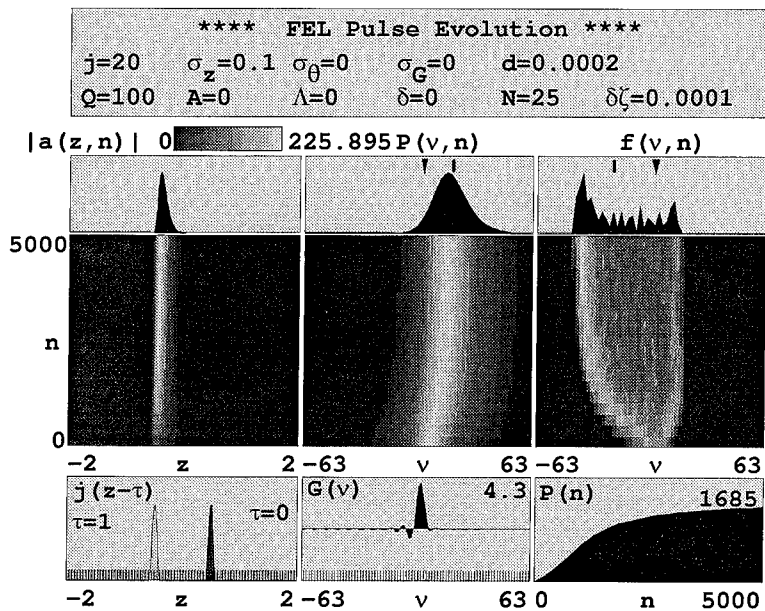 **** FEL Pulse Evolution ****
j=20 σz=0.1 σθ=0 σG=0 d=0.0002
Q=100 A=0 Λ=0 δ=0 N=25 δζ=0.0001
|a(z,n)| 0 225.895 P(ν,n) f(ν,n)
5000
n
0
-2 z 2 -63 ν 63 -63 ν 63
j(z-τ) G(ν) 4.3 P(n) 1685
τ=1 τ=0
-2 z 2 -63 ν 63 0 n 5000